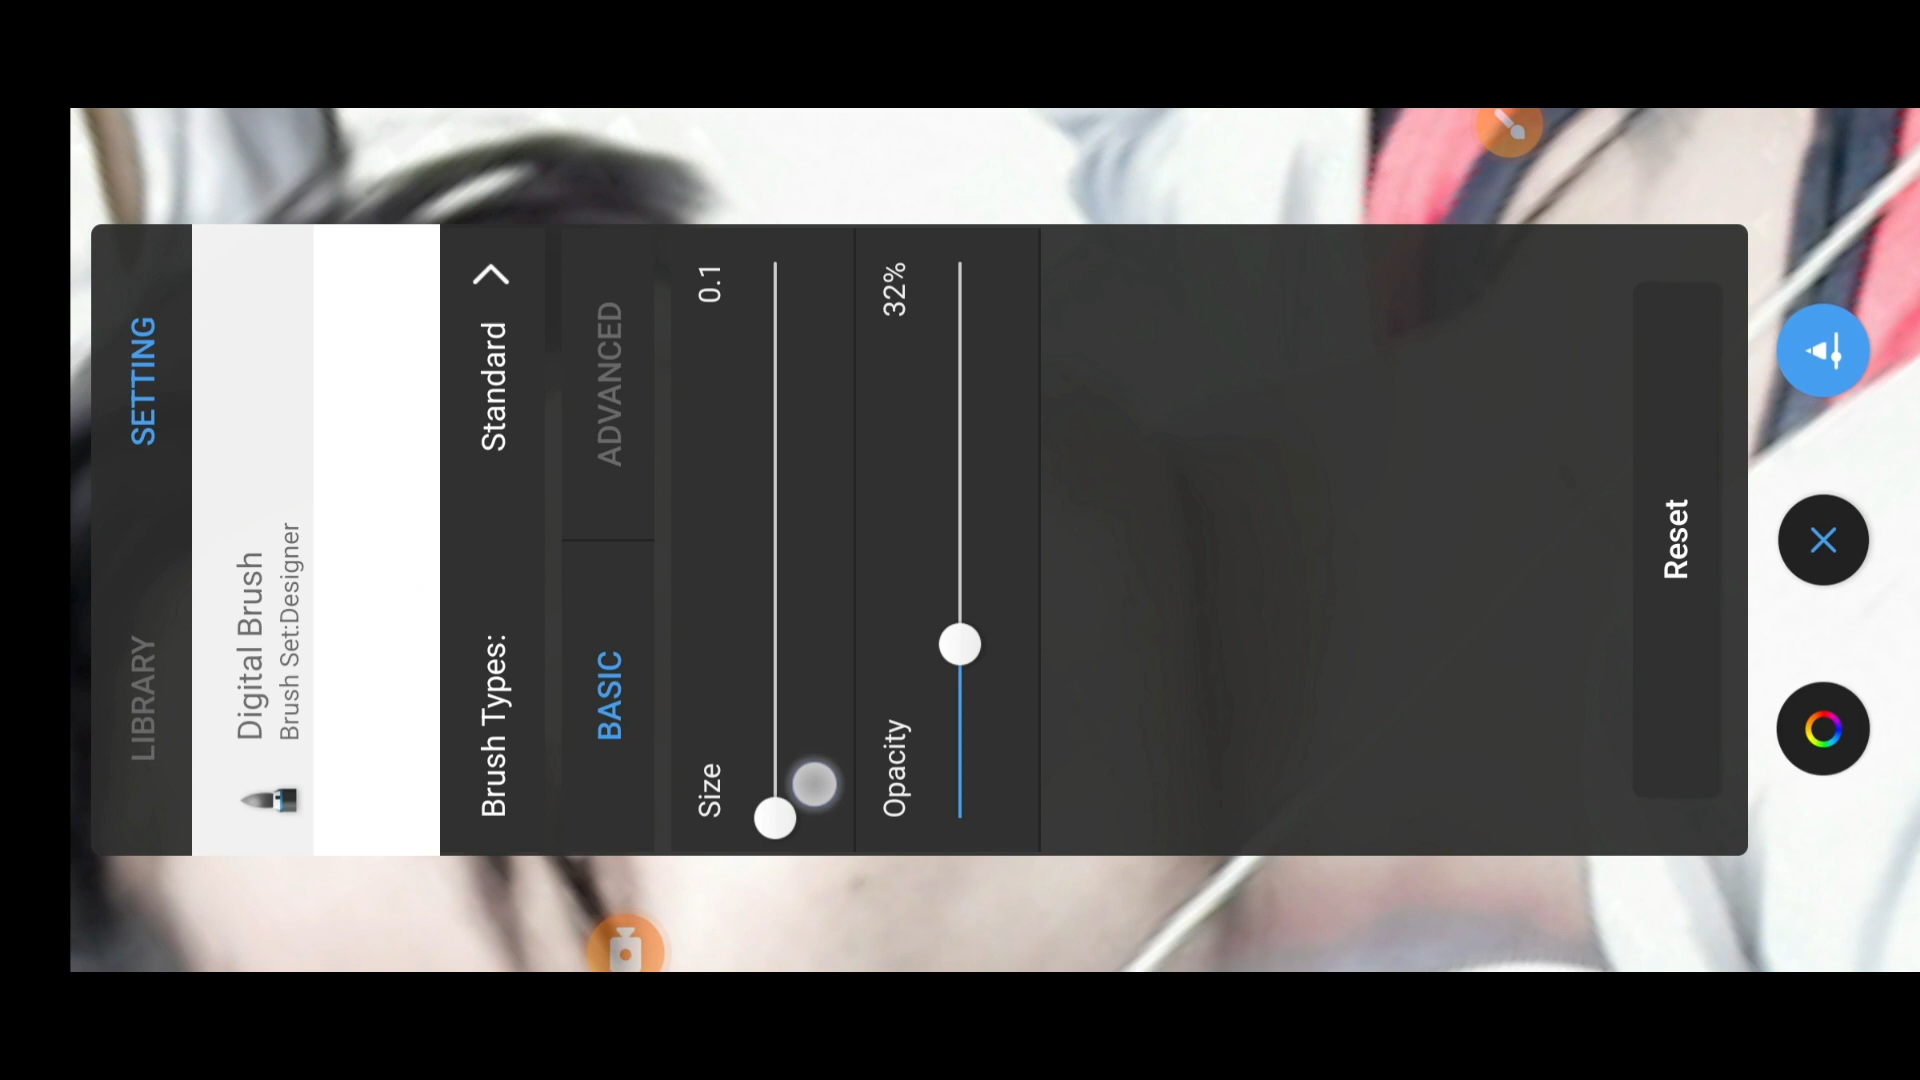 LIBRARY SETTING
Digital Brush
Brush Set:Designer
Brush Types: Standard
BASIC ADVANCED
Size 0.1
Opacity 32%
Reset